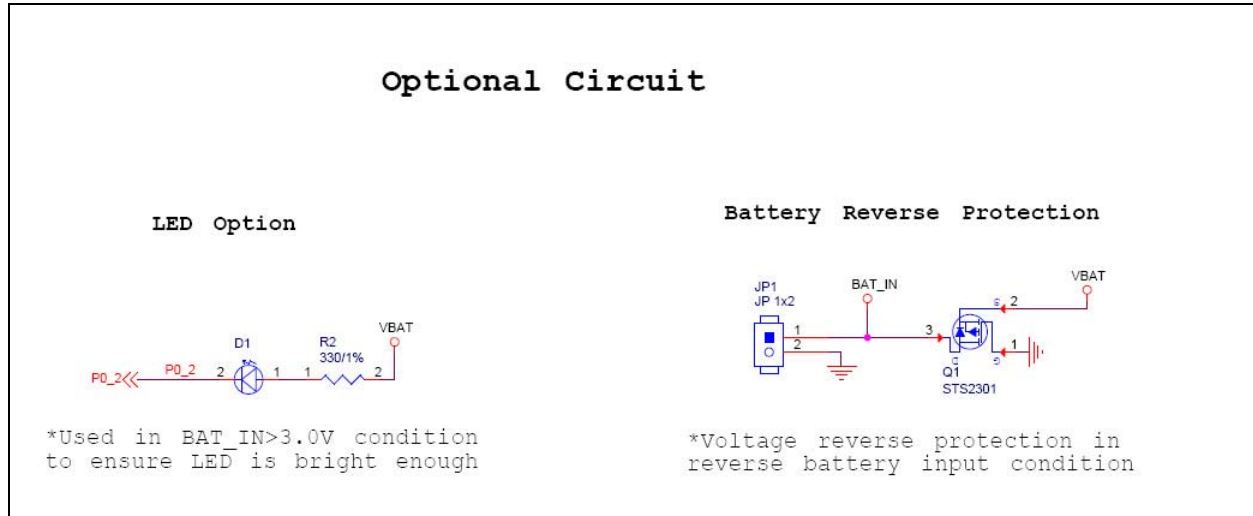 Optional Circuit
LED Option
Battery Reverse Protection
D1
R2
330/1%
VBAT
P0_2
P0_2
2
1
1
2
*Used in BAT_IN>3.0V condition
to ensure LED is bright enough
JP1
JP 1x2
BAT_IN
VBAT
1
2
3
S
2
D
G
1
Q1
STS2301
*Voltage reverse protection in
reverse battery input condition